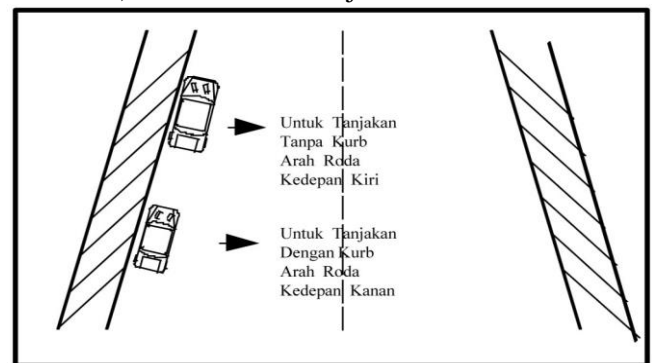 Untuk Tanjakan
Tanpa Kurb
Arah Roda
Kedepan Kiri
Untuk Tanjakan
Dengan Kurb
Arah Roda
Kedepan Kanan